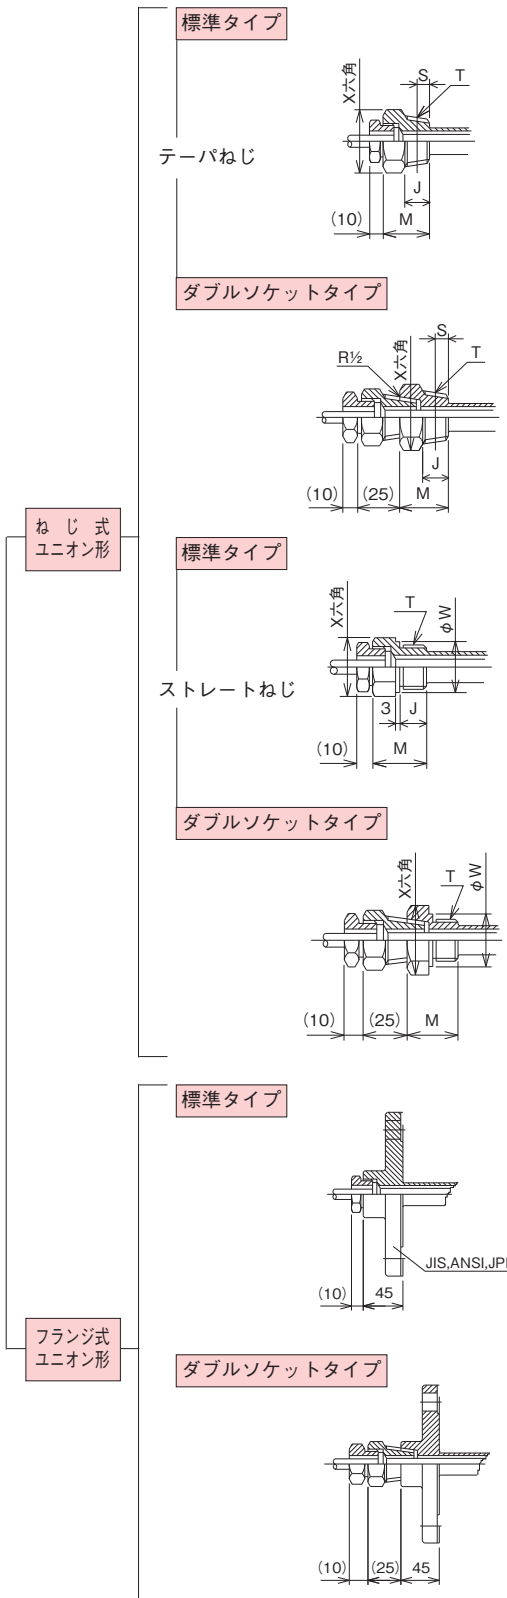 標準タイプ
X六角
S
T
テーパねじ
J
(10)
M
ダブルソケットタイプ
R½
X六角
S
T
J
(10)
(25)
M
ね じ 式
ユニオン形
標準タイプ
X六角
T
φW
ストレートねじ
3
J
(10)
M
ダブルソケットタイプ
X六角
T
φW
(10)
(25)
M
標準タイプ
JIS,ANSI,JPI
(10)
45
フランジ式
ユニオン形
ダブルソケットタイプ
(10)
(25)
45